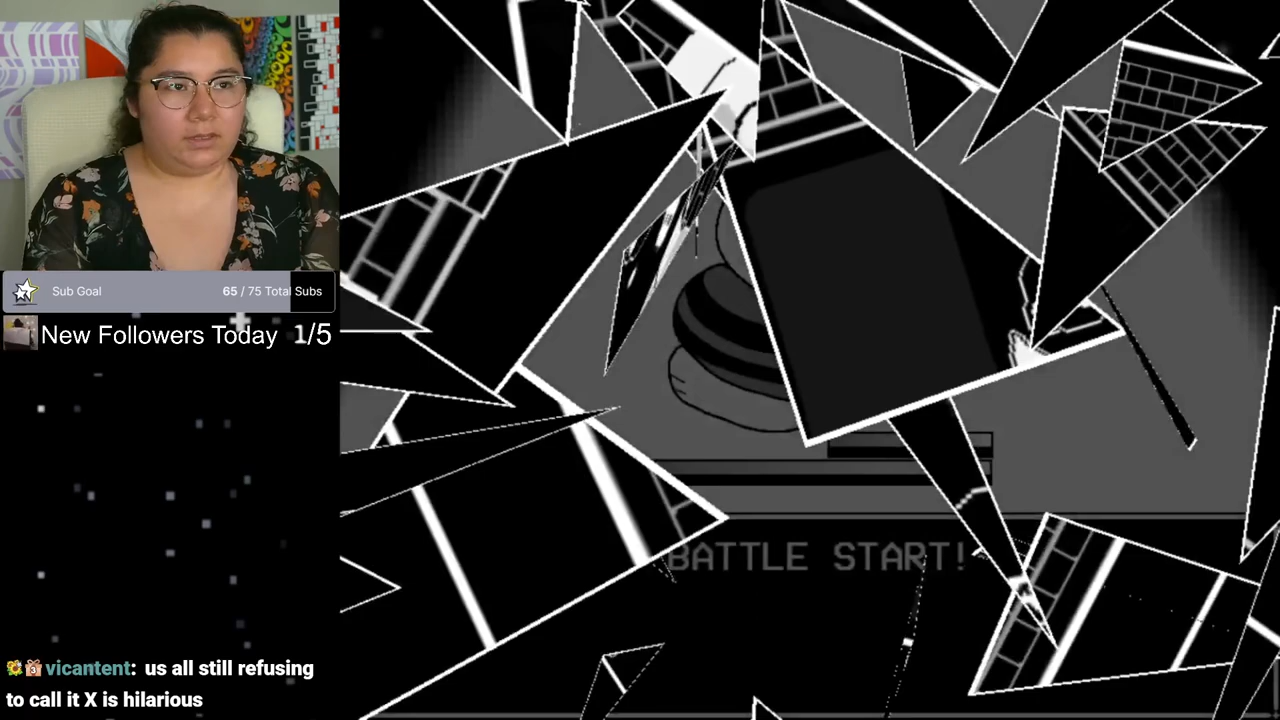 Sub Goal 65 / 75 Total Subs
New Followers Today 1/5
BATTLE START!
vicantent: us all still refusing
to call it X is hilarious